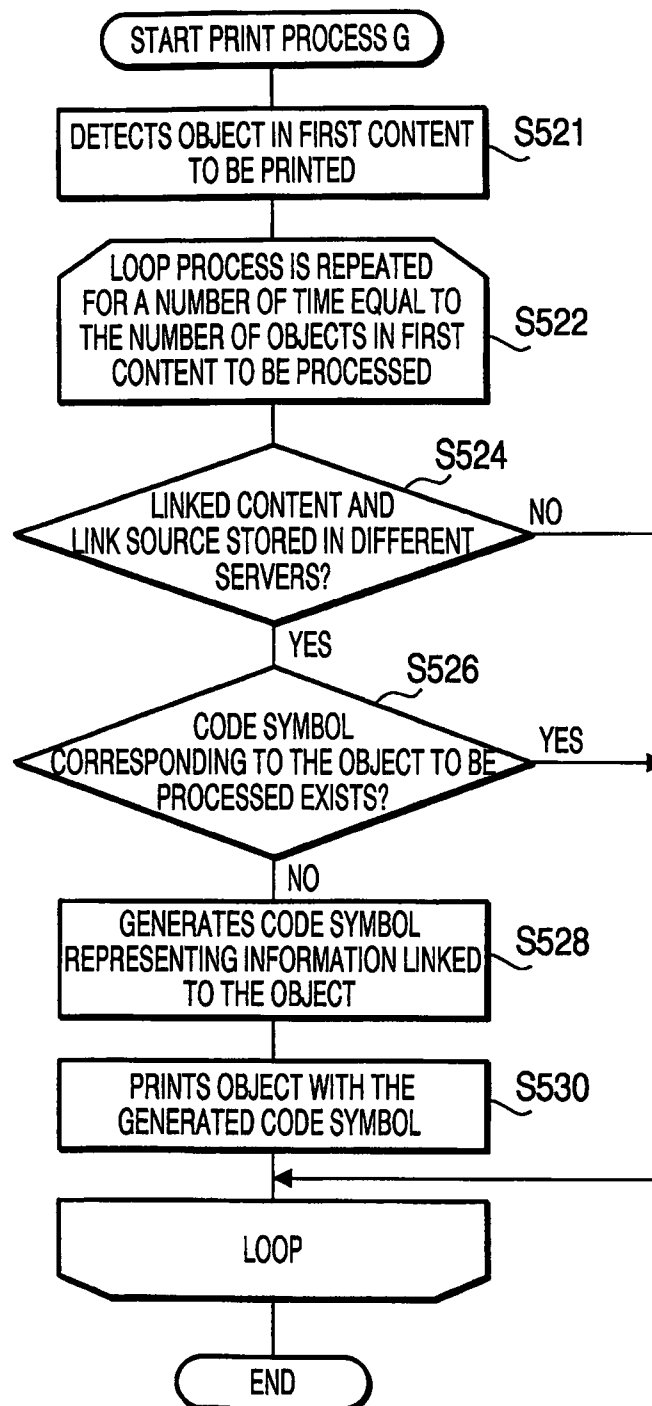 START PRINT PROCESS G
DETECTS OBJECT IN FIRST CONTENT
TO BE PRINTED
S521
LOOP PROCESS IS REPEATED
FOR A NUMBER OF TIME EQUAL TO
THE NUMBER OF OBJECTS IN FIRST
CONTENT TO BE PROCESSED
S522
S524
LINKED CONTENT AND
LINK SOURCE STORED IN DIFFERENT
SERVERS?
NO
YES
S526
CODE SYMBOL
CORRESPONDING TO THE OBJECT TO BE
PROCESSED EXISTS?
YES
NO
GENERATES CODE SYMBOL
REPRESENTING INFORMATION LINKED
TO THE OBJECT
S528
PRINTS OBJECT WITH THE
GENERATED CODE SYMBOL
S530
LOOP
END